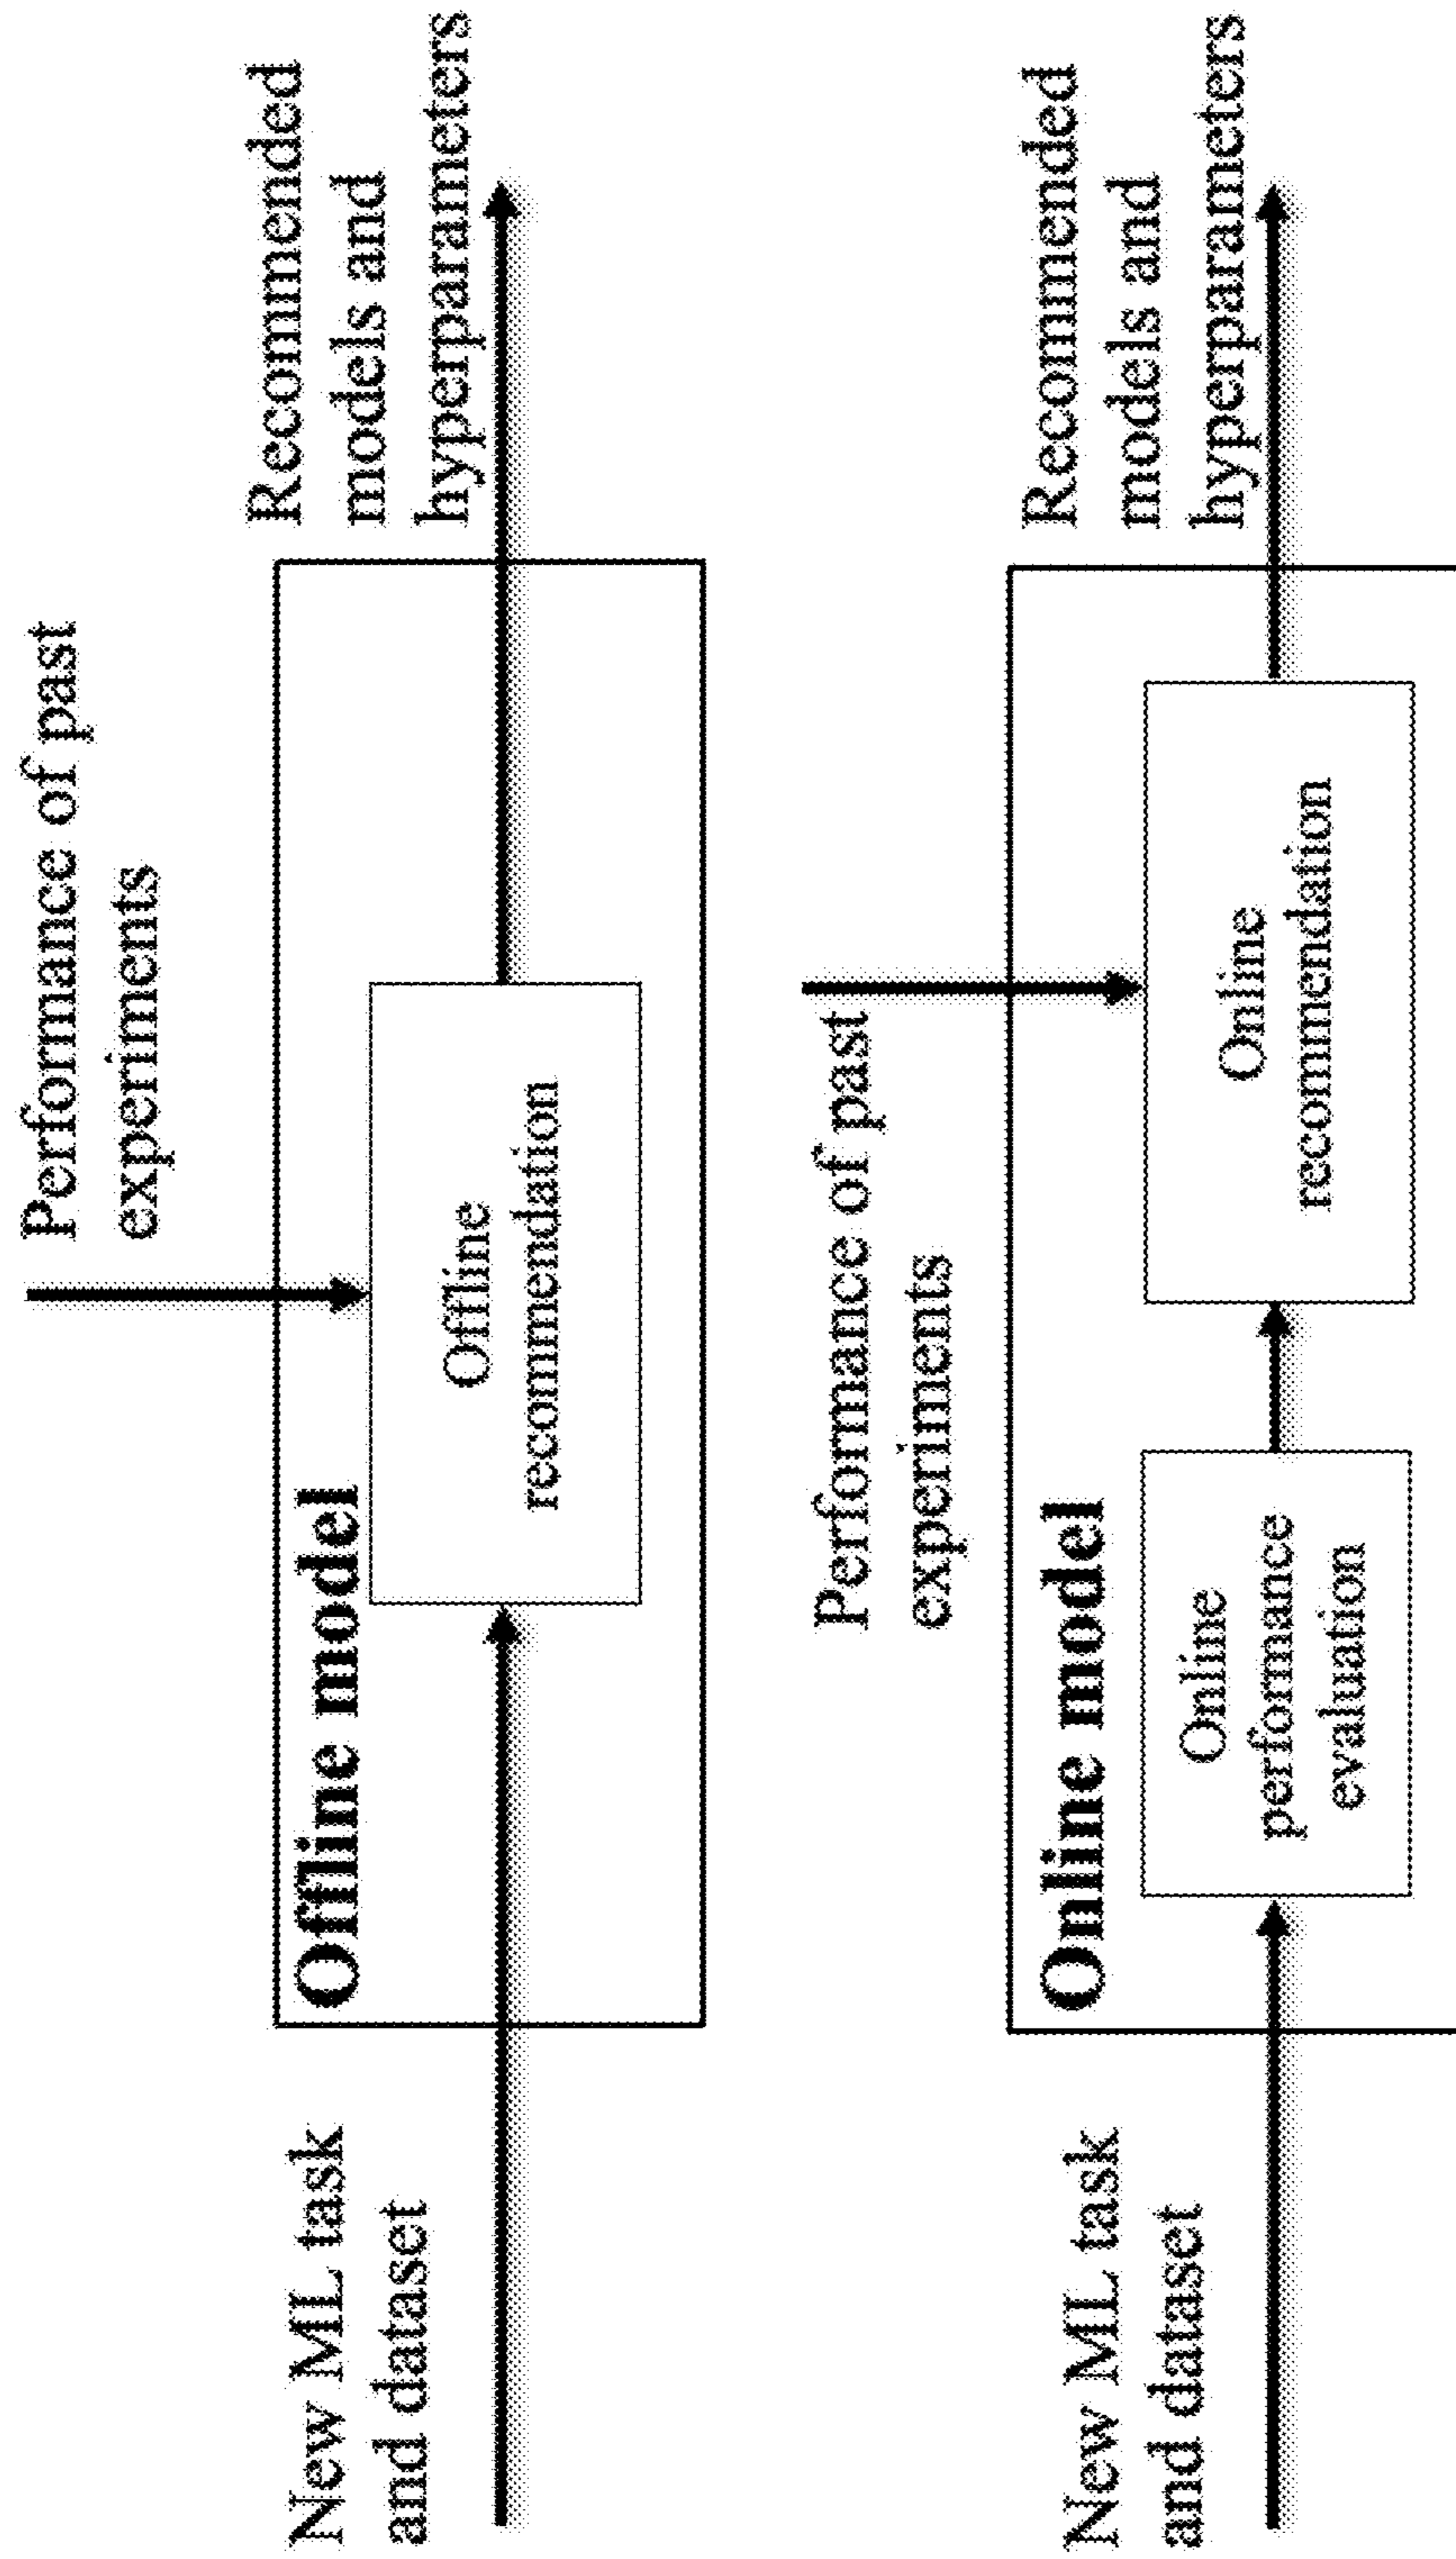 Performance of past
experiments
Offline model
New ML task
and dataset
Offline
recommendation
Recommended
models and
hyperparameters
Performance of past
experiments
Online model
New ML task
and dataset
Online
performance
evaluation
Online
recommendation
Recommended
models and
hyperparameters